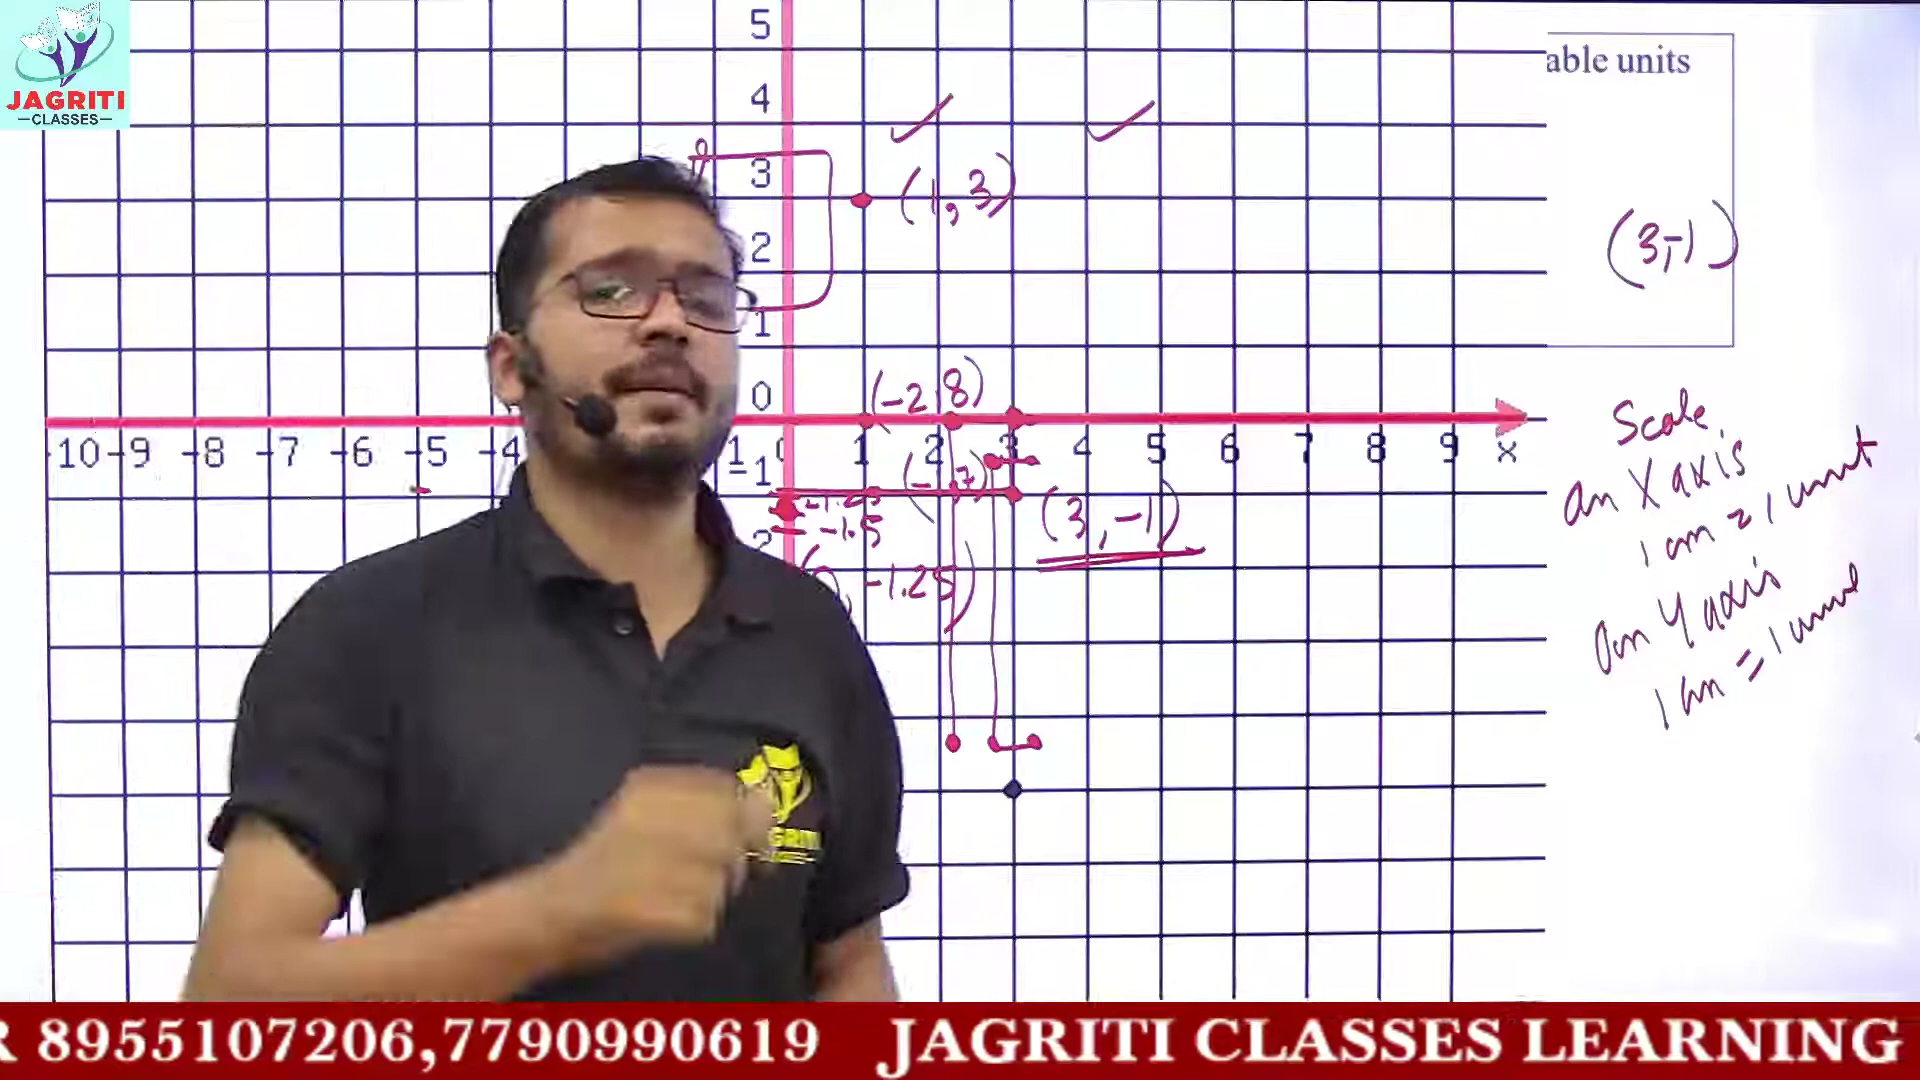 JAGRITI
CLASSES
5
4
3
2
1
0
able units
(1, 3)
(3,-1)
(-2.8)
-10 -9 -8 -7 -6 -5 -4 1 2 3 4 5 6 7 8 9 x
-1
-1.5
(3, -1)
-1.25)
Scale
X axis
1 cm = 1 unit
Y axis
1 cm = 1 unit
8955107206,7790990619 JAGRITI CLASSES LEARNING